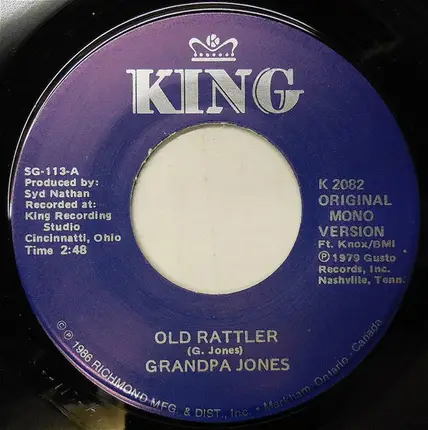 KING
SG-113-A
Produced by:
Syd Nathan
Recorded at:
King Recording
Studio
Cincinnatti, Ohio
Time 2:48
K 2082
ORIGINAL
MONO
VERSION
Ft. Knox/BMI
Ⓟ 1979 Gusto
Records, Inc.
Nashville, Tenn.
OLD RATTLER
(G. Jones)
GRANDPA JONES
© Ⓟ 1986 RICHMOND MFG. & DIST., Inc. • Markham, Ontario, Canada